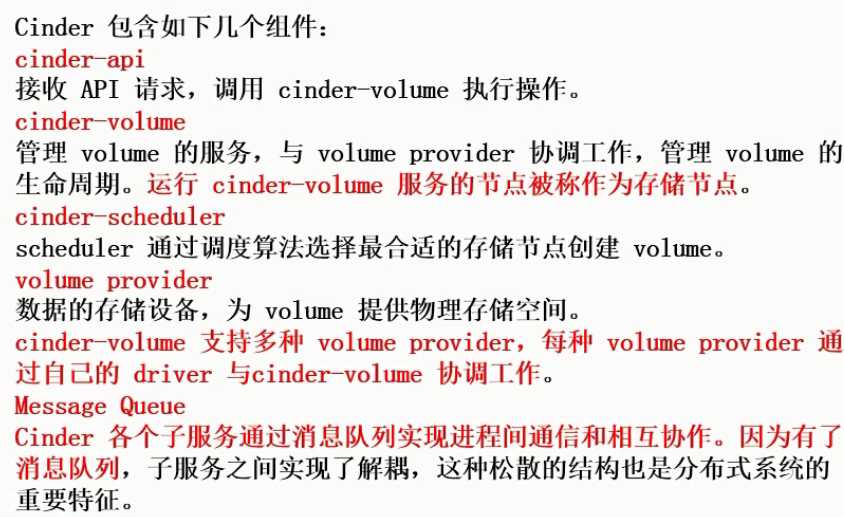 Cinder 包含如下几个组件：
cinder-api
接收 API 请求，调用 cinder-volume 执行操作。
cinder-volume
管理 volume 的服务，与 volume provider 协调工作，管理 volume 的
生命周期。运行 cinder-volume 服务的节点被称作为存储节点。
cinder-scheduler
scheduler 通过调度算法选择最合适的存储节点创建 volume。
volume provider
数据的存储设备，为 volume 提供物理存储空间。
cinder-volume 支持多种 volume provider，每种 volume provider 通
过自己的 driver 与cinder-volume 协调工作。
Message Queue
Cinder 各个子服务通过消息队列实现进程间通信和相互协作。因为有了
消息队列，子服务之间实现了解耦，这种松散的结构也是分布式系统的
重要特征。